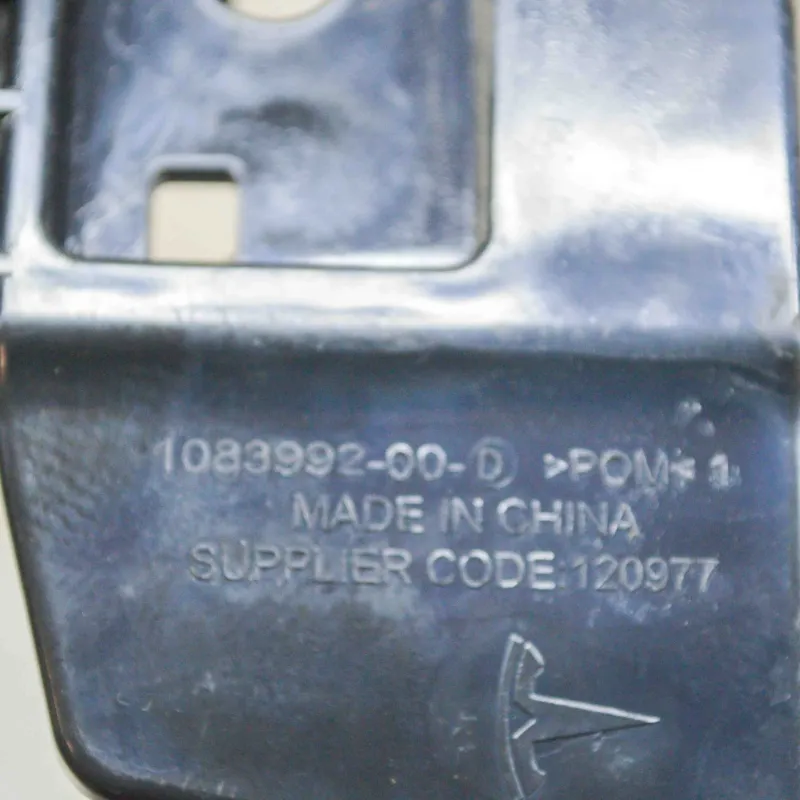 1083992-00-D >POM< 1
MADE IN CHINA
SUPPLIER CODE:120977